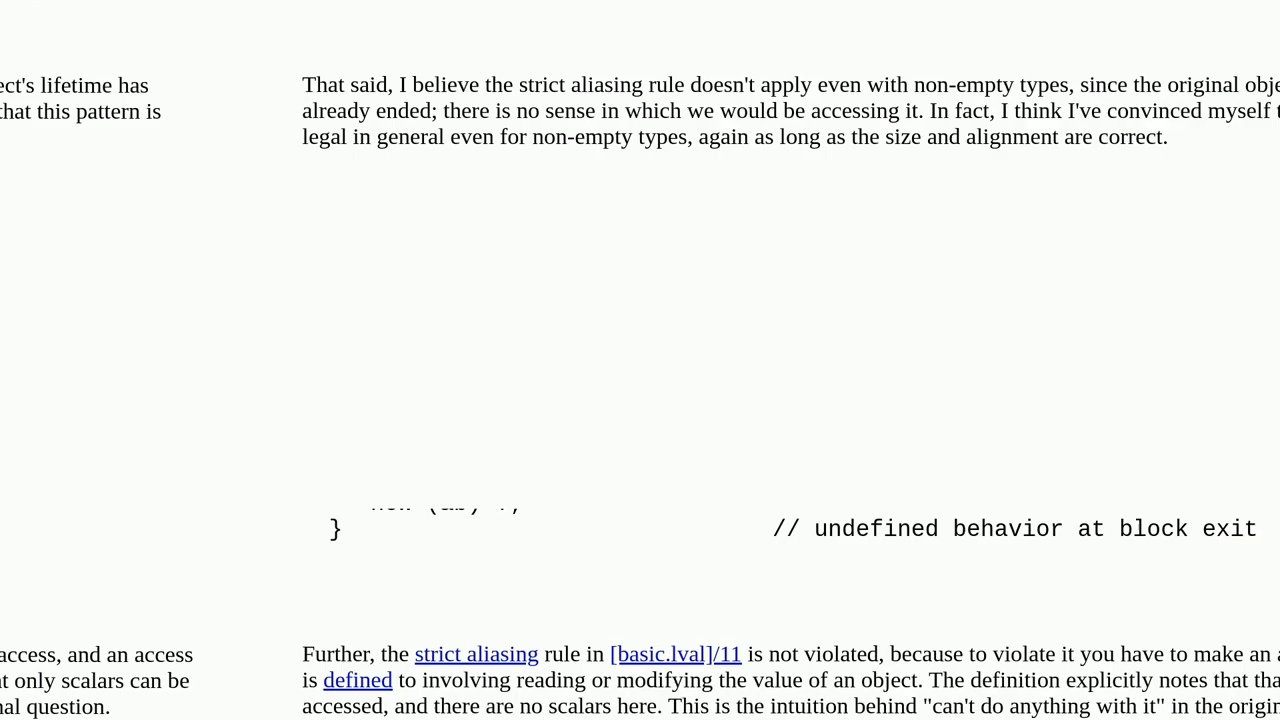 ect's lifetime has
that this pattern is
That said, I believe the strict aliasing rule doesn't apply even with non-empty types, since the original obje
already ended; there is no sense in which we would be accessing it. In fact, I think I've convinced myself t
legal in general even for non-empty types, again as long as the size and alignment are correct.
} // undefined behavior at block exit
access, and an access
t only scalars can be
nal question.
Further, the strict aliasing rule in [basic.lval]/11 is not violated, because to violate it you have to make an a
is defined to involving reading or modifying the value of an object. The definition explicitly notes that tha
accessed, and there are no scalars here. This is the intuition behind "can't do anything with it" in the origin